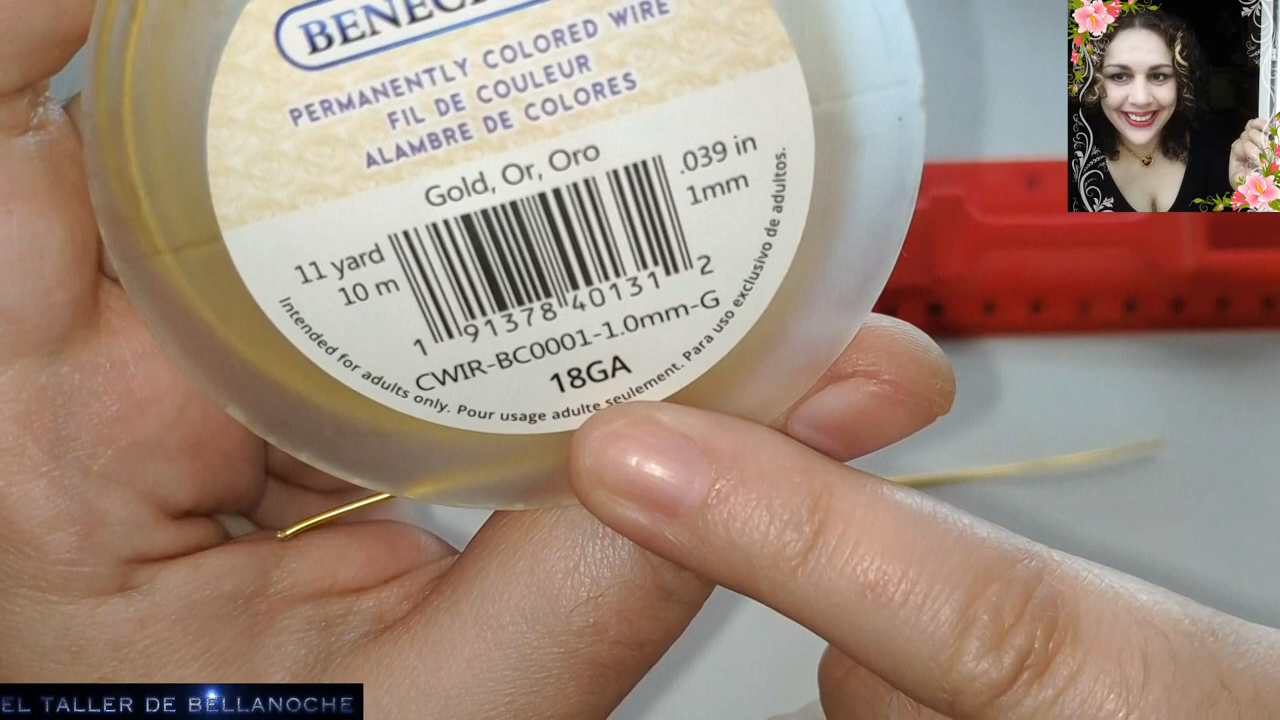 PERMANENTLY COLORED WIRE
FIL DE COULEUR
ALAMBRE DE COLORES
Gold, Or, Oro
.039 in
1mm
11 yard
10 m
1 91378 40131 2
CWIR-BC0001-1.0mm-G
18GA
Intended for adults only. Pour usage adulte seulement. Para uso exclusivo de adultos.
EL TALLER DE BELLANOCHE